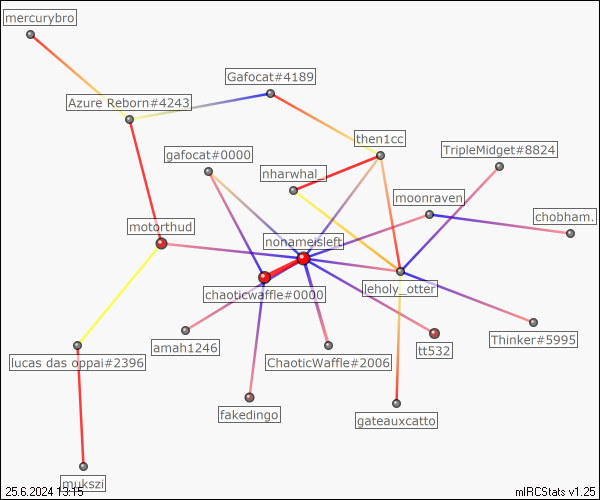 mercurybro
Gafocat#4189
Azure Reborn#4243
then1cc
TripleMidget#8824
gafocat#0000
nharwhal_
moonraven
chobham.
motorthud
nonameisleft
chaoticwaffle#0000
leholy_otter
Thinker#5995
amah1246
ChaoticWaffle#2006
tt532
lucas das oppai#2396
fakedingo
gateauxcatto
mukszi
25.6.2024 13:15
mIRCStats v1.25